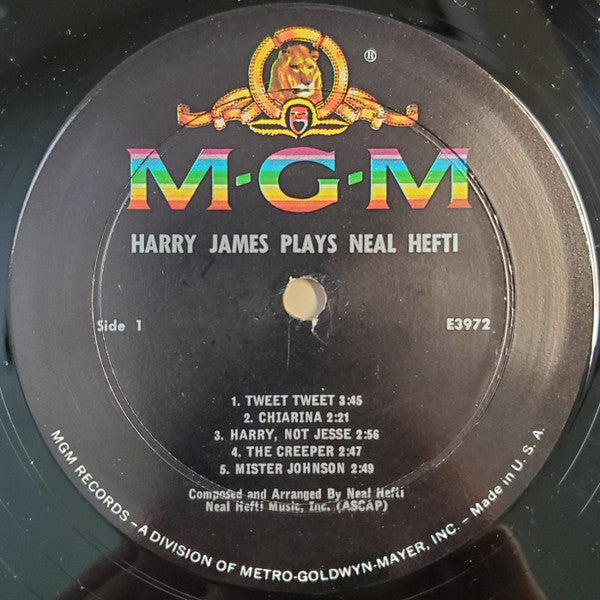 ®
M·G·M
HARRY JAMES PLAYS NEAL HEFTI
Side 1
E3972
1. TWEET TWEET 3:45
2. CHIARINA 2:21
3. HARRY, NOT JESSE 2:56
4. THE CREEPER 2:47
5. MISTER JOHNSON 2:49
Composed and Arranged By Neal Hefti
Neal Hefti Music, Inc. (ASCAP)
MGM RECORDS – A DIVISION OF METRO-GOLDWYN-MAYER, INC. – Made in U. S. A.